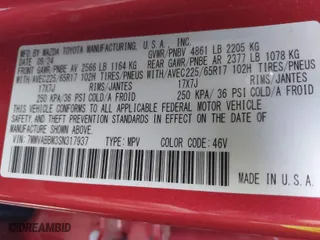 MFD BY MAZDA TOYOTA MANUFACTURING, U.S.A. INC.
DATE 09/24 GVWR/PNBV 4861 LB 2205 KG
FRONT GAWR/PNBE AV 2566 LB 1164 KG REAR GAWR/PNBE AR 2377 LB 1078 KG
WITH/AVEC225/65R17 102H TIRES/PNEUS WITH/AVEC225/65R17 102H TIRES/PNEUS
17X7J RIMS/JANTES 17X7J RIMS/JANTES
250 KPA/36 PSI COLD/A FROID 250 KPA/36 PSI COLD/A FROID
THIS VEHICLE CONFORMS TO ALL APPLICABLE FEDERAL MOTOR VEHICLE
SAFETY, BUMPER AND THEFT PREVENTION STANDARDS IN EFFECT ON
THE DATE OF MANUFACTURE SHOWN ABOVE.
VIN: 7MMVABBM3SN317937 TYPE: MPV COLOR CODE: 46V
MADE IN U.S.A.